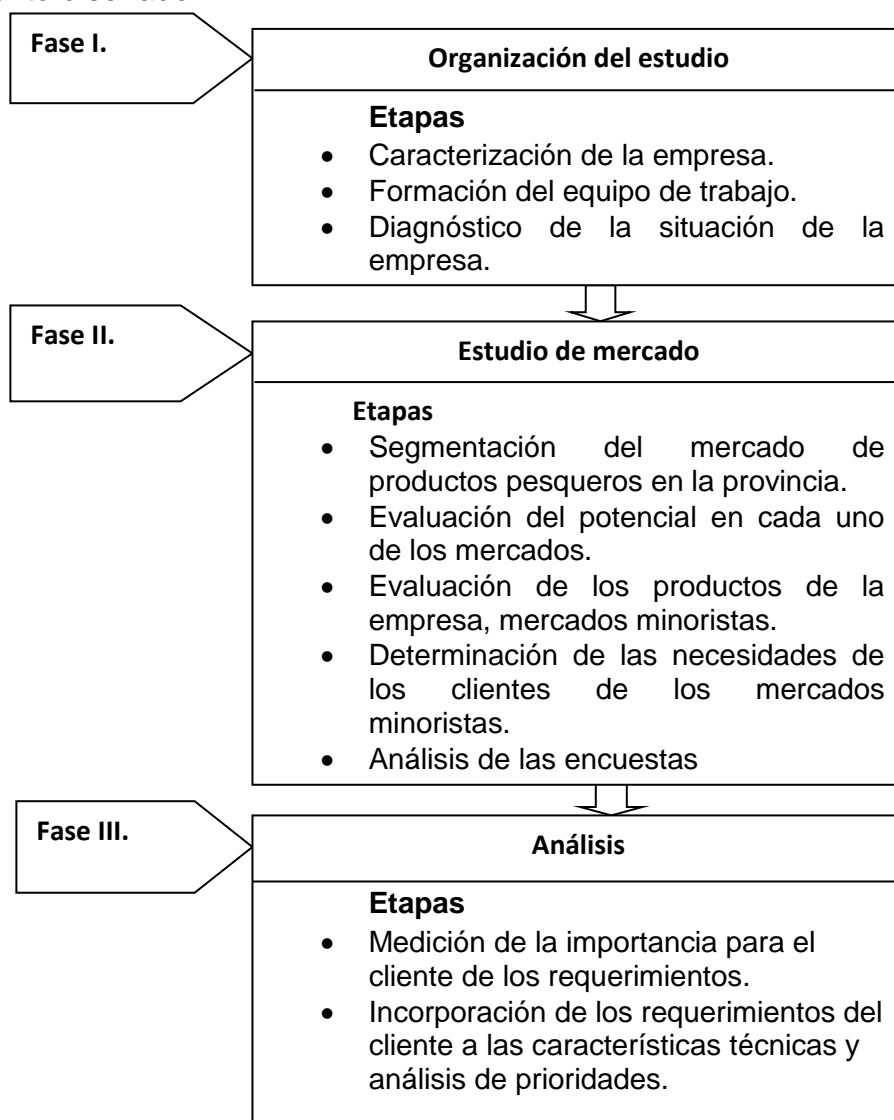 Fase I.
Organización del estudio
Etapas
• Caracterización de la empresa.
• Formación del equipo de trabajo.
• Diagnóstico de la situación de la
empresa.
Fase II.
Estudio de mercado
Etapas
• Segmentación del mercado de
productos pesqueros en la provincia.
• Evaluación del potencial en cada uno
de los mercados.
• Evaluación de los productos de la
empresa, mercados minoristas.
• Determinación de las necesidades de
los clientes de los mercados
minoristas.
• Análisis de las encuestas
Fase III.
Análisis
Etapas
• Medición de la importancia para el
cliente de los requerimientos.
• Incorporación de los requerimientos del
cliente a las características técnicas y
análisis de prioridades.